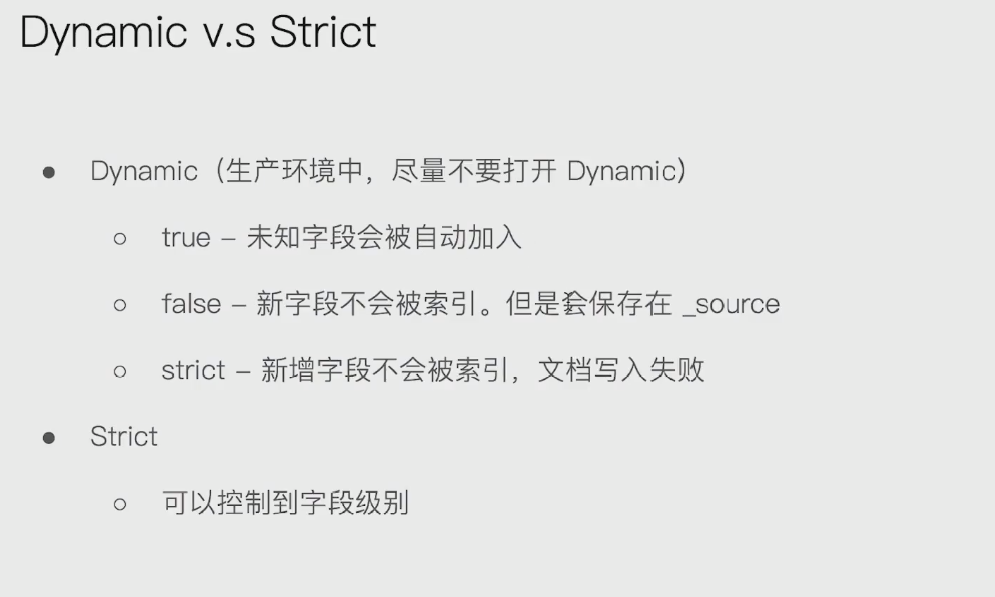 Dynamic v.s Strict
● Dynamic（生产环境中，尽量不要打开 Dynamic）
○ true – 未知字段会被自动加入
○ false – 新字段不会被索引。但是会保存在 _source
○ strict – 新增字段不会被索引，文档写入失败
● Strict
○ 可以控制到字段级别